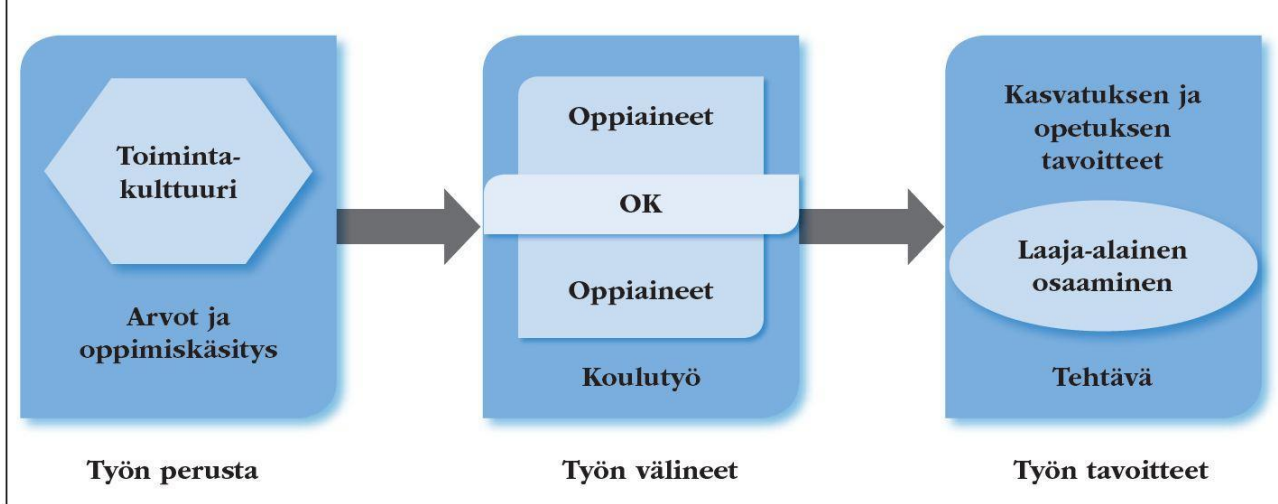 Toiminta-
kulttuuri
Arvot ja
oppimiskäsitys
Työn perusta
Oppiaineet
OK
Oppiaineet
Koulutyö
Työn välineet
Kasvatuksen ja
opetuksen
tavoitteet
Laaja-alainen
osaaminen
Tehtävä
Työn tavoitteet